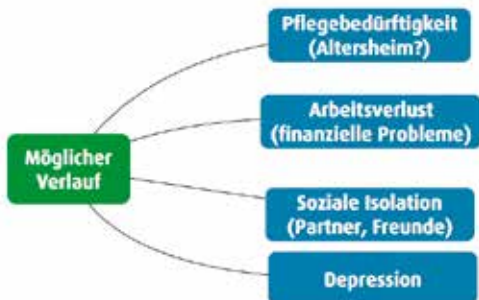 Pflegebedürftigkeit
(Altersheim?)
Arbeitsverlust
(finanzielle Probleme)
Möglicher
Verlauf
Soziale Isolation
(Partner, Freunde)
Depression